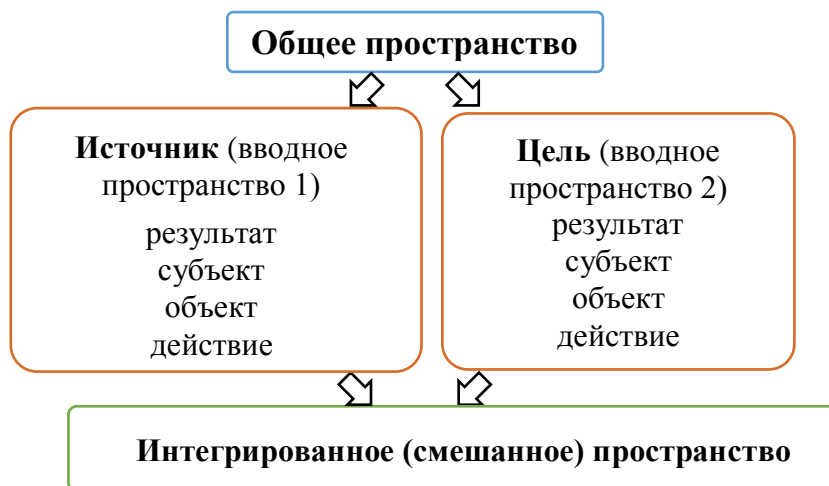 Общее пространство
Источник (вводное
пространство 1)
результат
субъект
объект
действие
Цель (вводное
пространство 2)
результат
субъект
объект
действие
Интегрированное (смешанное) пространство